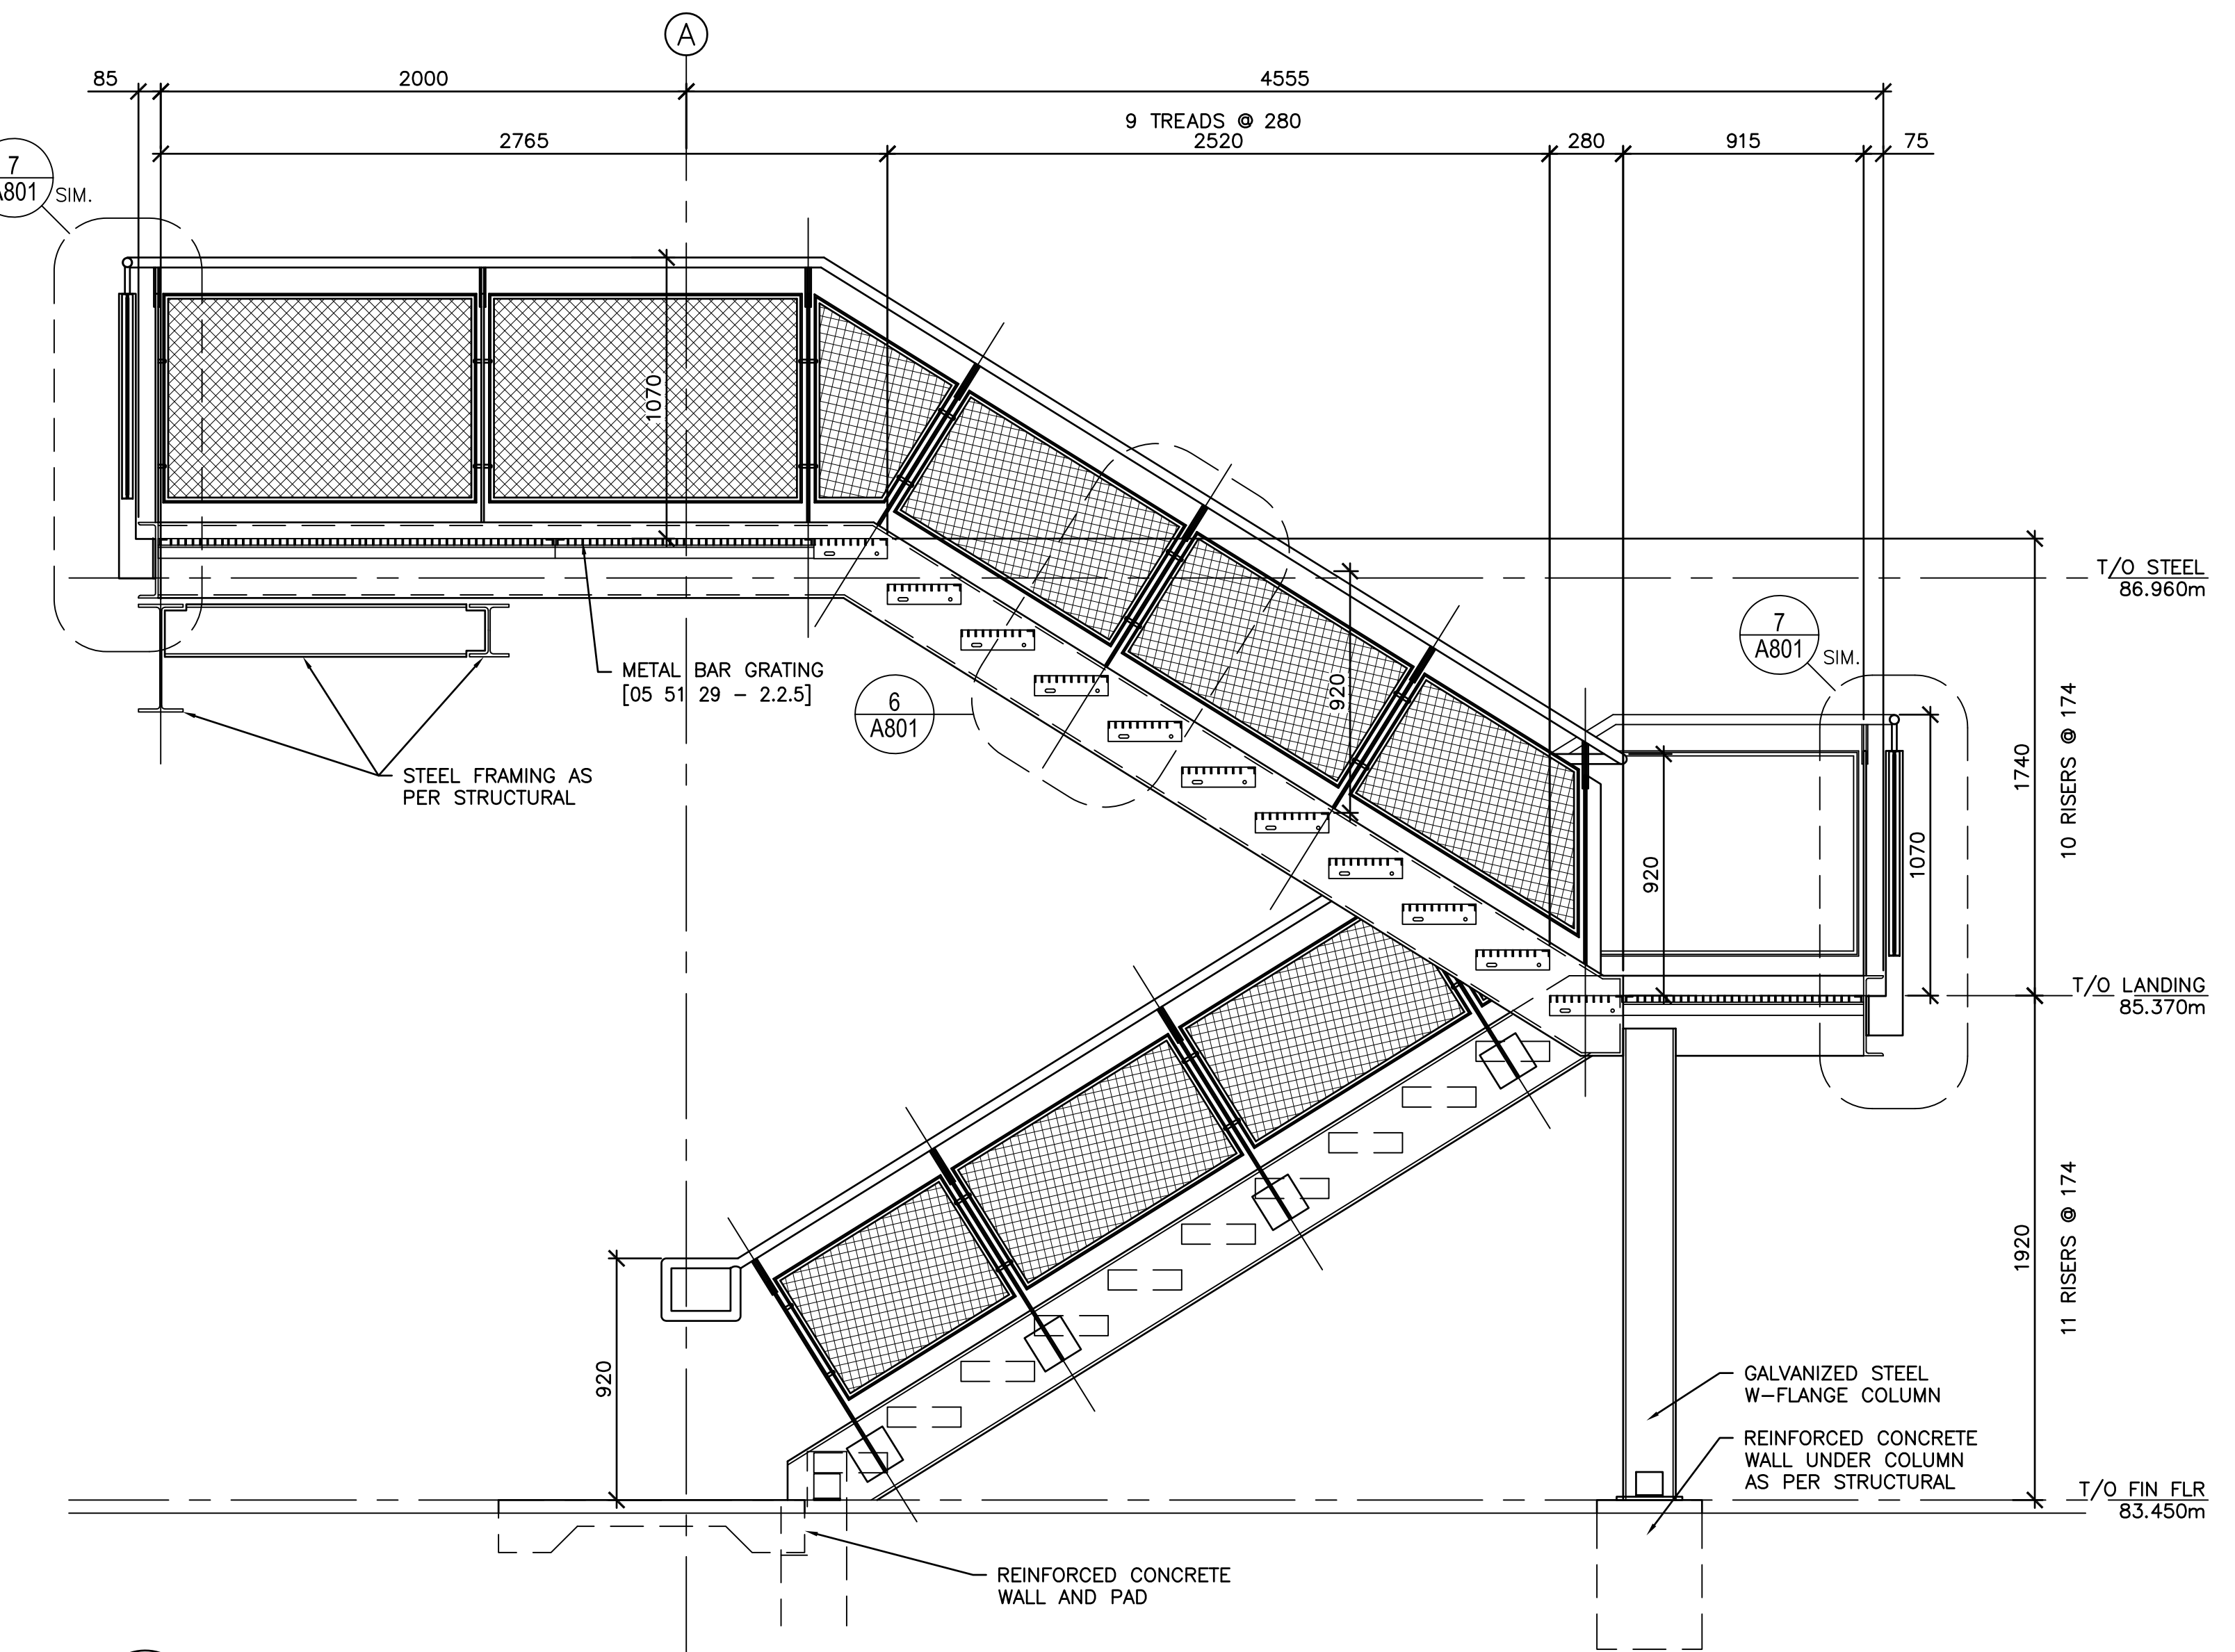 A
85
2000
4555
9 TREADS @ 280
2765
2520
280
915
75
7
A801
SIM.
1070
T/O STEEL
86.960m
7
A801
SIM.
METAL BAR GRATING
[05 51 29 – 2.2.5]
6
A801
920
STEEL FRAMING AS
PER STRUCTURAL
1740
10 RISERS @ 174
920
1070
T/O LANDING
85.370m
1920
11 RISERS @ 174
920
GALVANIZED STEEL
W–FLANGE COLUMN
REINFORCED CONCRETE
WALL UNDER COLUMN
AS PER STRUCTURAL
T/O FIN FLR
83.450m
REINFORCED CONCRETE
WALL AND PAD